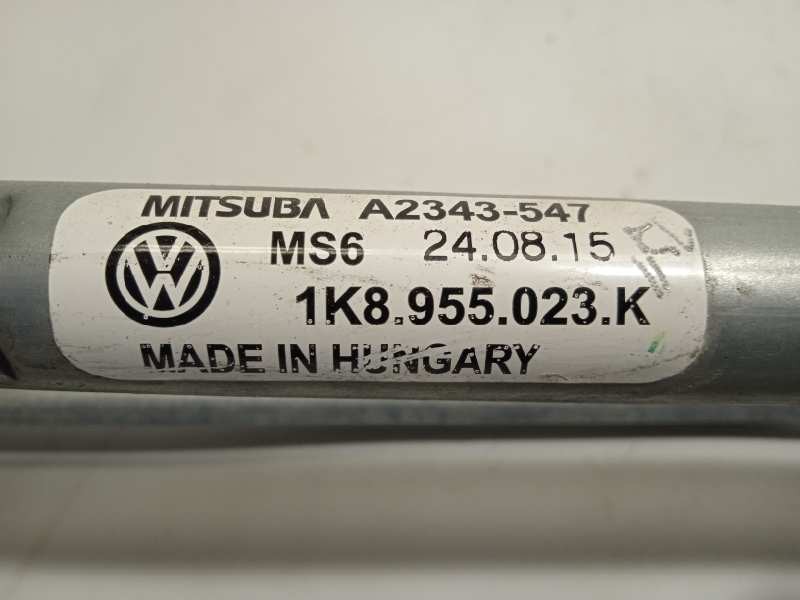 MITSUBA A2343-547
MS6 24.08.15
1K8.955.023.K
MADE IN HUNGARY